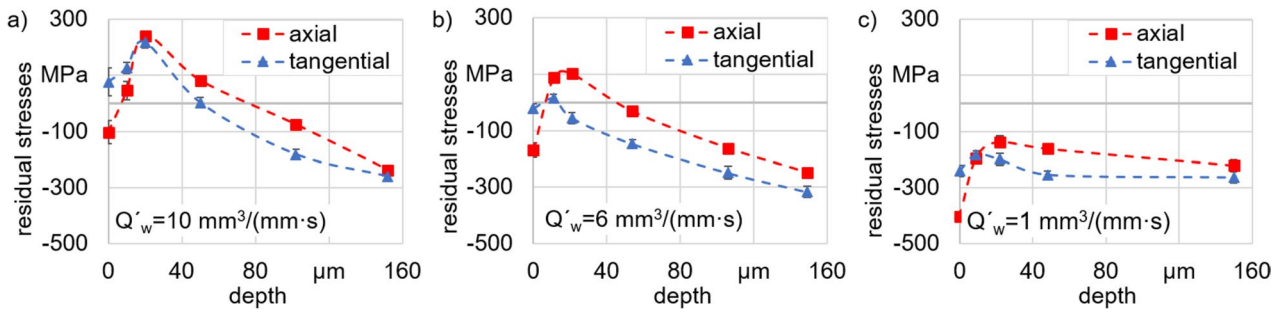 a)
300
axial
tangential
MPa
-100
-300
-500
residual stresses
Q´w=10 mm³/(mm·s)
0 40 80 µm 160
depth
b)
300
axial
tangential
MPa
-100
-300
-500
residual stresses
Q´w=6 mm³/(mm·s)
0 40 80 µm 160
depth
c)
300
axial
tangential
MPa
-100
-300
-500
residual stresses
Q´w=1 mm³/(mm·s)
0 40 80 µm 160
depth